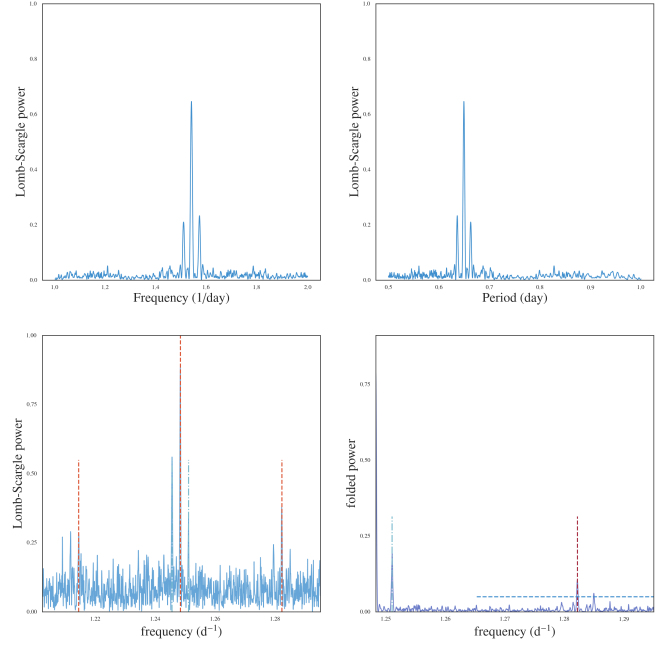 1.0
0.8
0.6
0.4
0.2
0.0
Lomb-Scargle power
1.0 1.2 1.4 1.6 1.8 2.0
Frequency (1/day)
1.0
0.8
0.6
0.4
0.2
0.0
Lomb-Scargle power
0.5 0.6 0.7 0.8 0.9 1.0
Period (day)
1.00
0.75
0.50
0.25
0.00
Lomb-Scargle power
1.22 1.24 1.26 1.28
frequency (d⁻¹)
0.75
0.50
0.25
0.00
folded power
1.25 1.26 1.27 1.28 1.29
frequency (d⁻¹)